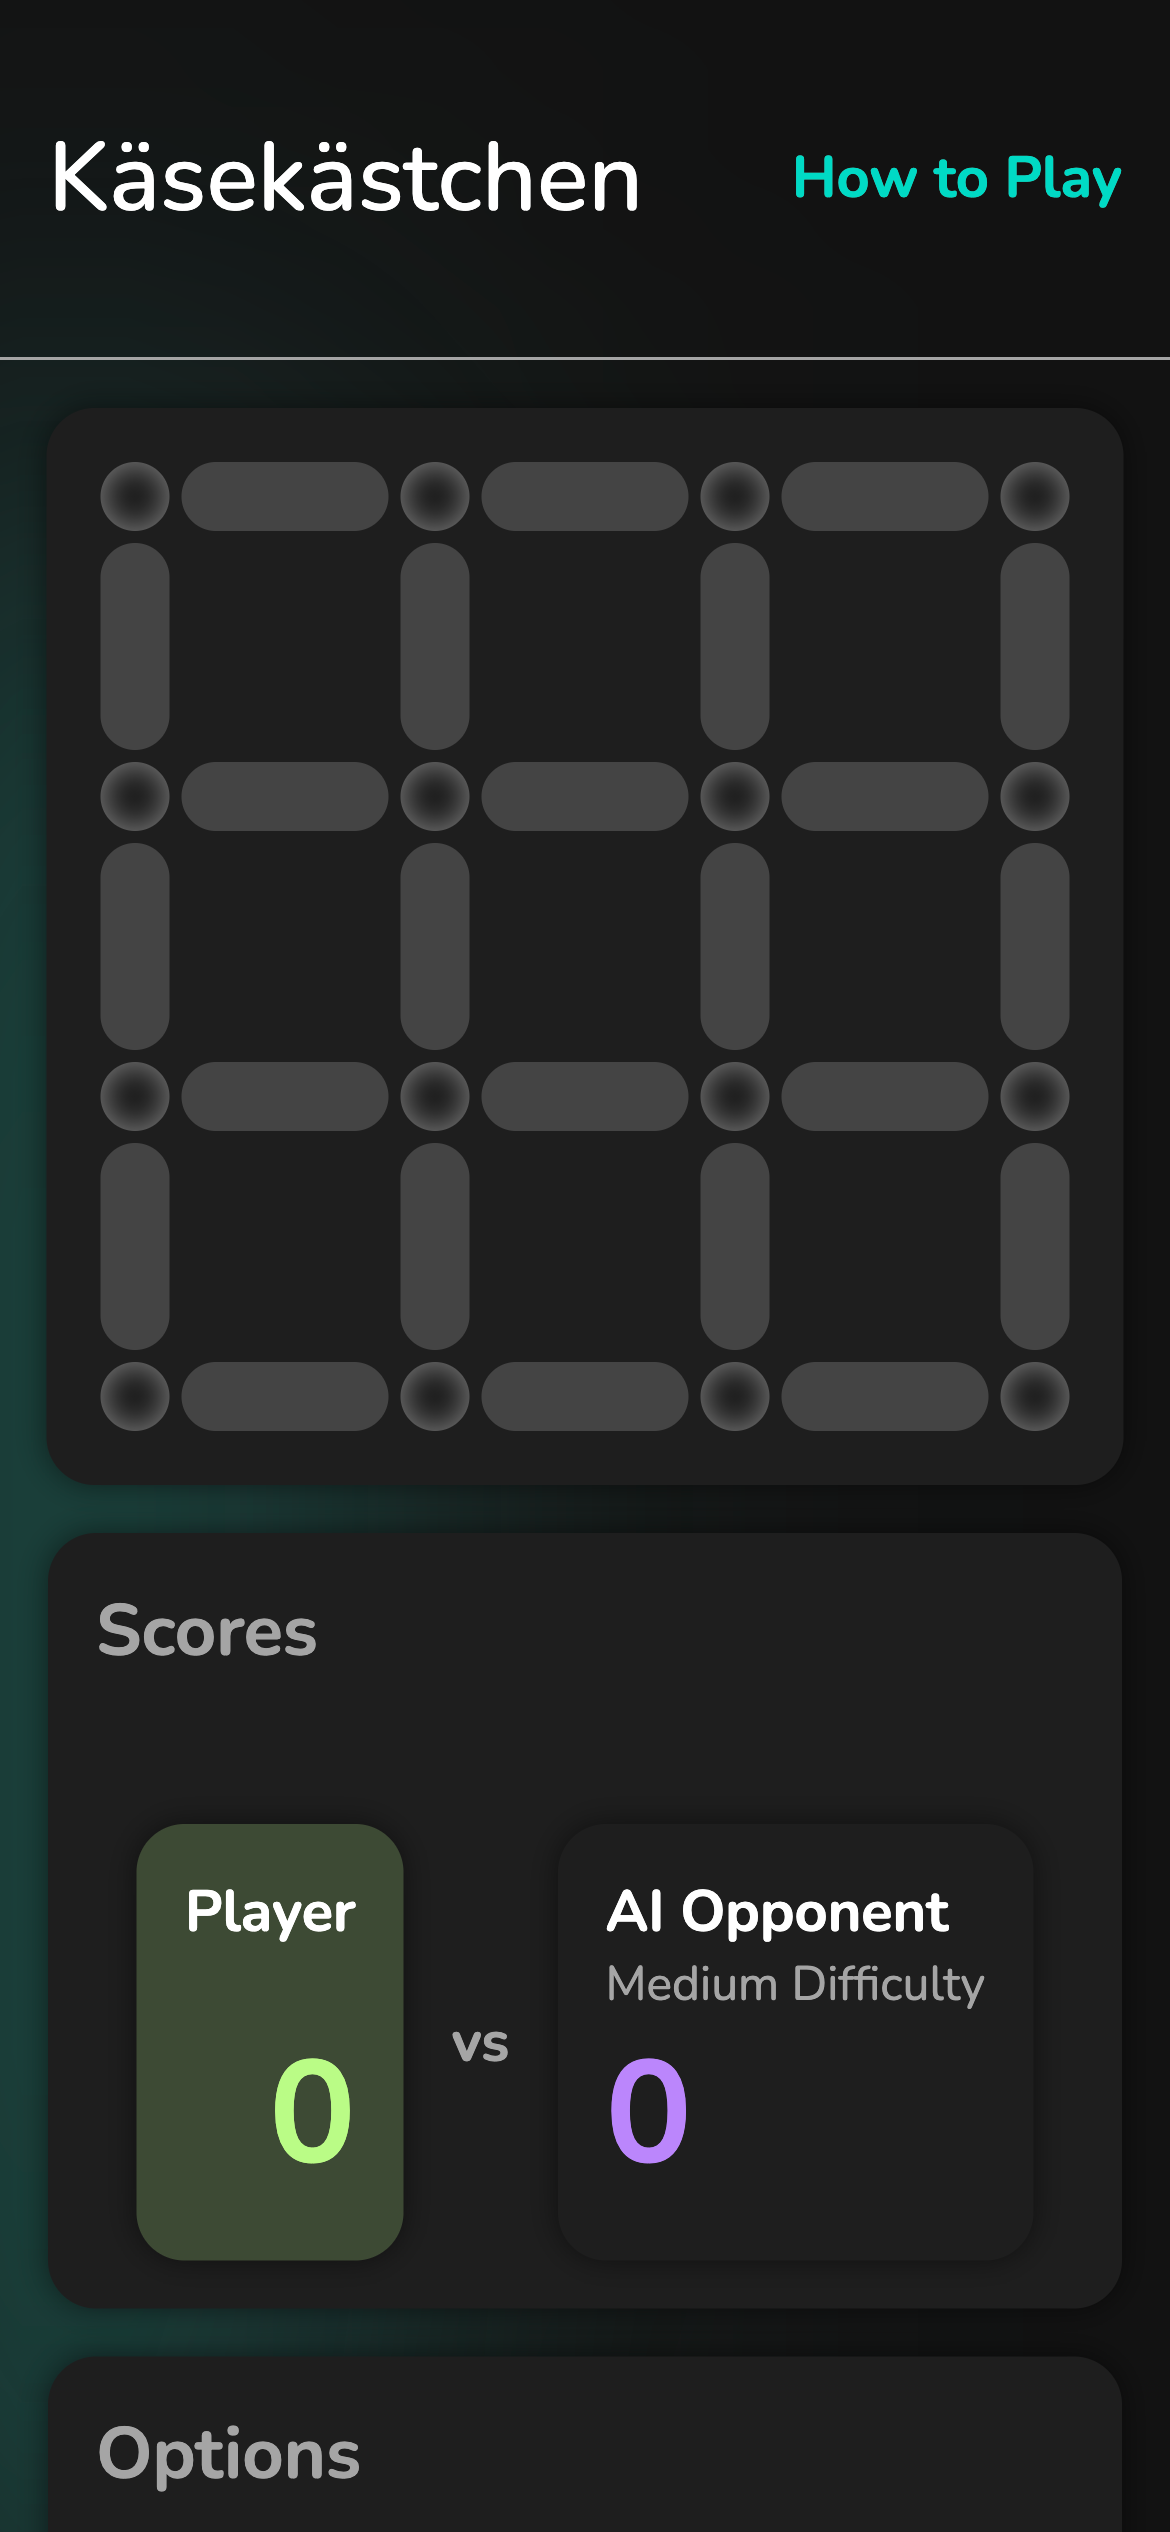 Käsekästchen
How to Play
Scores
Player
0
vs
AI Opponent
Medium Difficulty
0
Options